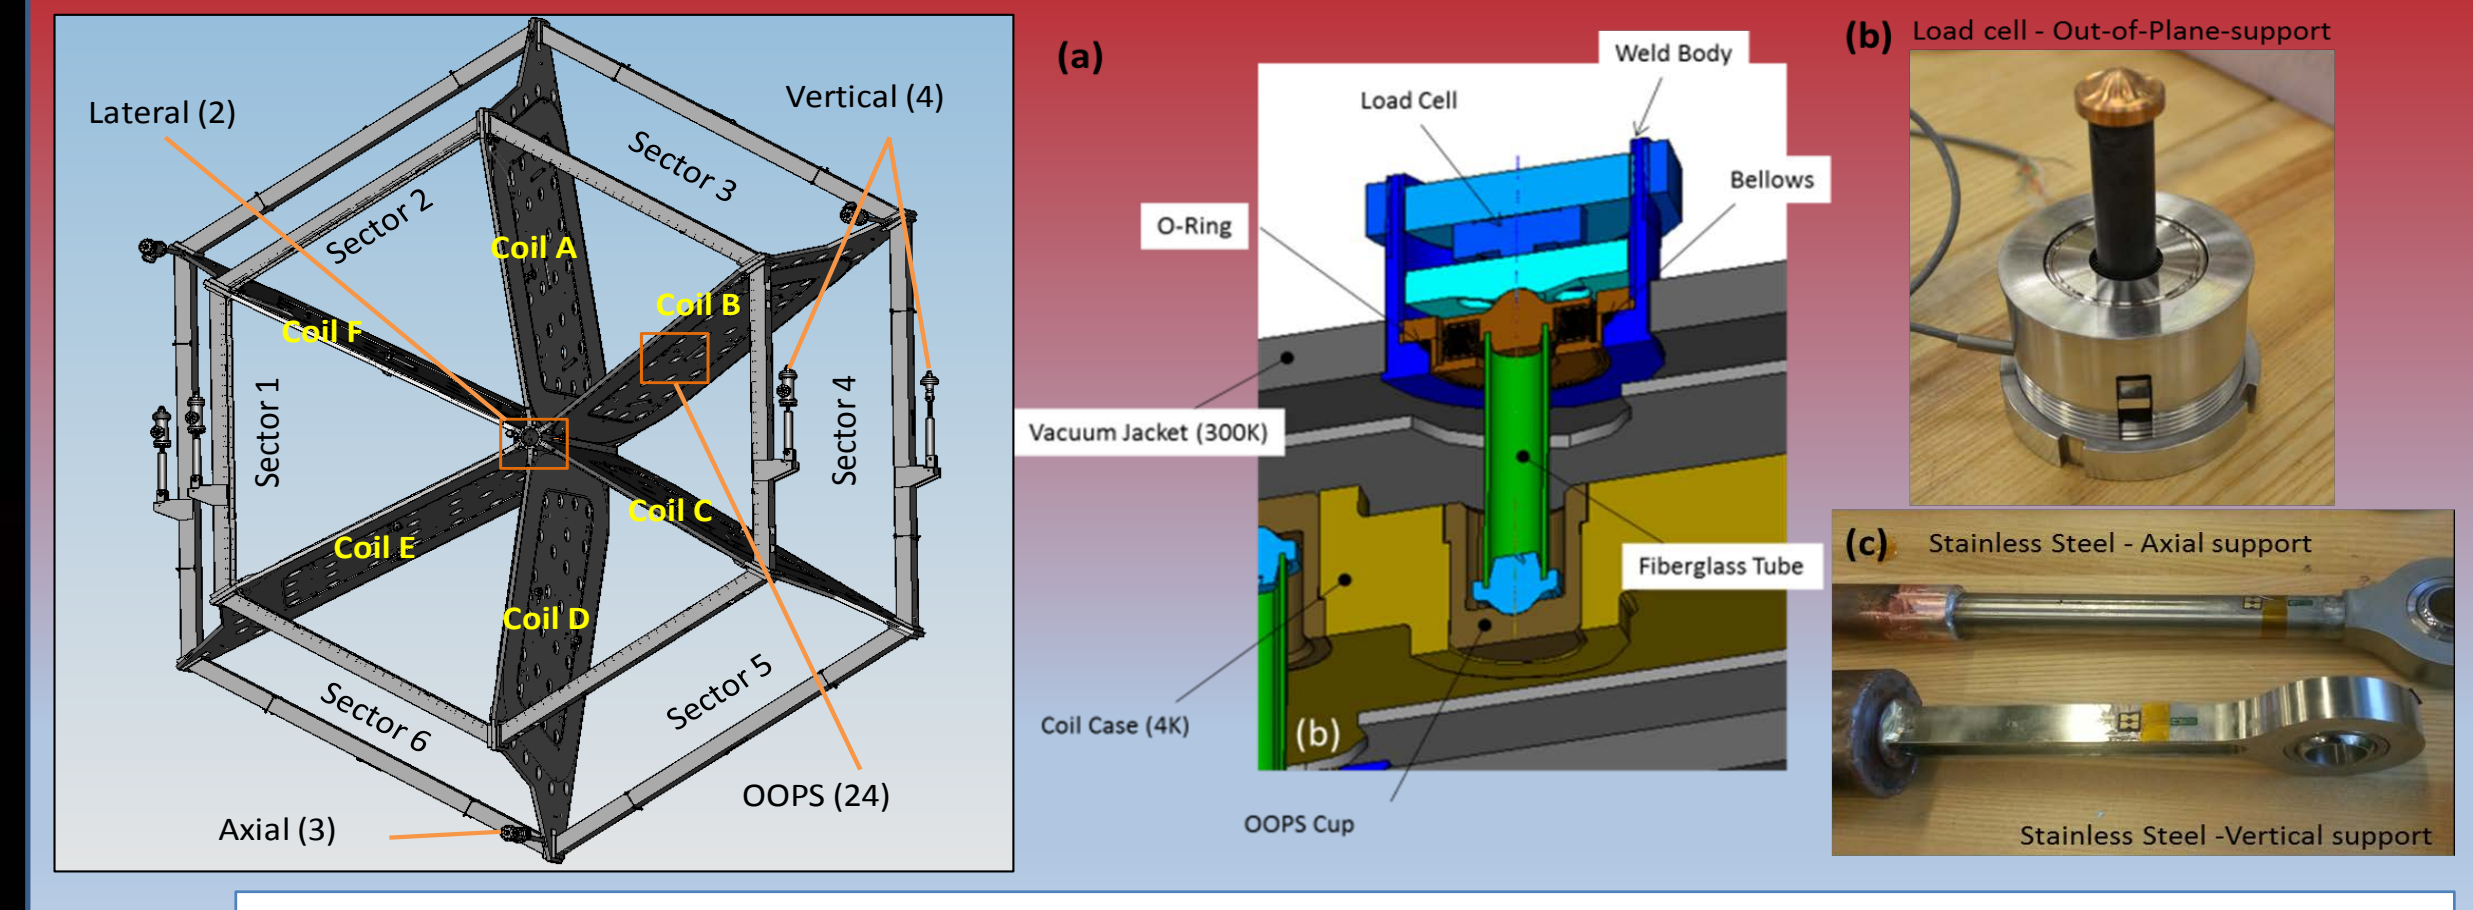 Lateral (2)
Vertical (4)
Sector 3
Sector 2
Coil A
Coil B
Coil F
Sector 1
Sector 4
Coil C
Coil E
Coil D
Sector 5
Sector 6
OOPS (24)
Axial (3)
(a)
Weld Body
Load Cell
Bellows
O-Ring
Vacuum Jacket (300K)
Fiberglass Tube
Coil Case (4K)
(b)
OOPS Cup
(b)
Load cell - Out-of-Plane-support
(c)
Stainless Steel - Axial support
Stainless Steel -Vertical support